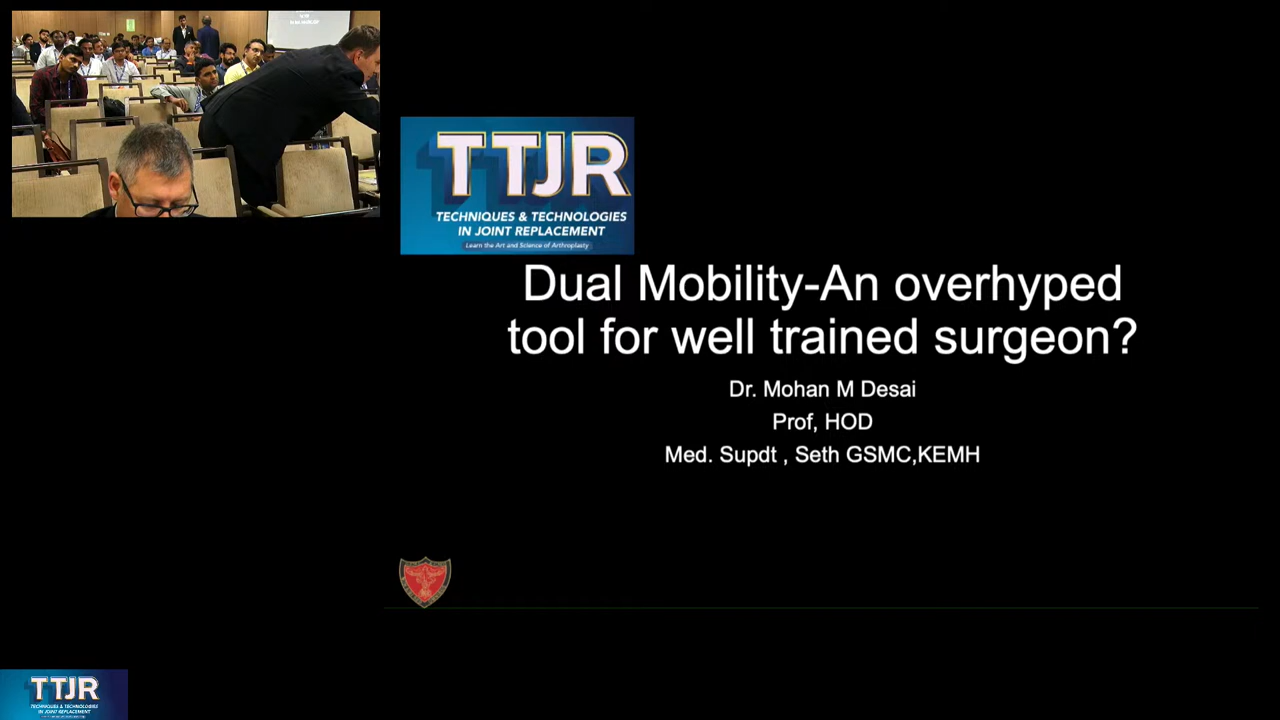 TTJR
TECHNIQUES & TECHNOLOGIES
IN JOINT REPLACEMENT
Learn the Art and Science of Arthroplasty
Dual Mobility-An overhyped
tool for well trained surgeon?
Dr. Mohan M Desai
Prof, HOD
Med. Supdt , Seth GSMC,KEMH
TTJR
TECHNIQUES & TECHNOLOGIES
IN JOINT REPLACEMENT